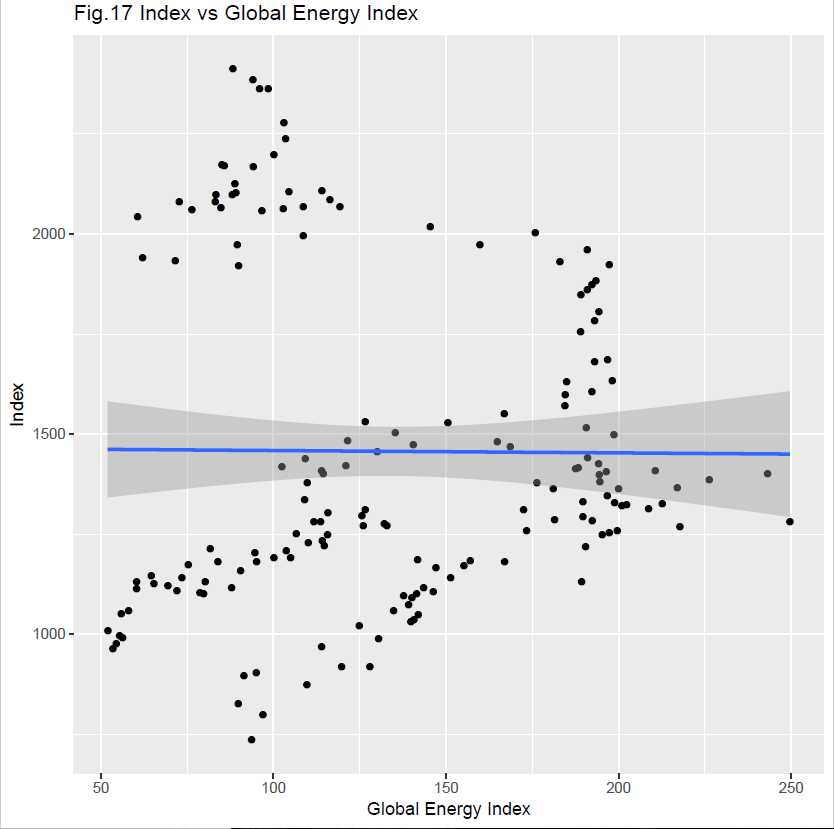 Fig.17 Index vs Global Energy Index
2000
1500
1000
Index
50 100 150 200 250
Global Energy Index